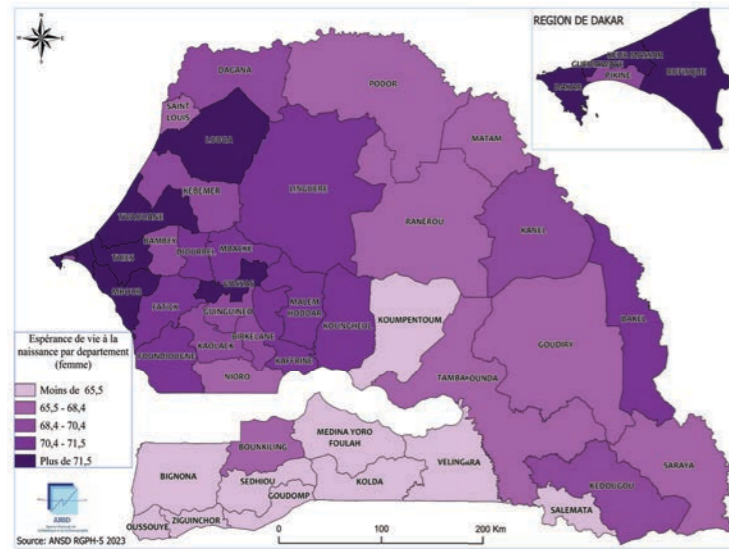 N
W
E
S
REGION DE DAKAR
GUEDIAWAYE
KEUR MASSAR
RUFISQUE
PIKINE
DAKAR
DAGANA
PODOR
SAINT
LOUIS
LOUGA
MATAM
LINGUERE
KEBEMER
RANEROU
KANEL
TIVAOUANE
BAMBEY
DIOURBEL
MBACKE
THIES
GOSSAS
BAKEL
MBOUR
FATICK
GUINGUINEO
MALEM
HODDAR
KOUNGHEUL
KOUMPENTOUM
GOUDIRY
BIRKELANE
KAOLACK
FOUNDIOUGNE
KAFFRINE
NIORO
TAMBACOUNDA
Espérance de vie à la
naissance par departement
(femme)
Moins de 65,5
65,5 - 68,4
68,4 - 70,4
70,4 - 71,5
Plus de 71,5
MEDINA YORO
FOULAH
BOUNKILING
VELINGARA
SARAYA
BIGNONA
SEDHIOU
KOLDA
KEDOUGOU
GOUDOMP
SALEMATA
OUSSOUYE
ZIGUINCHOR
ANSD
0
100
200 Km
Source: ANSD RGPH-5 2023